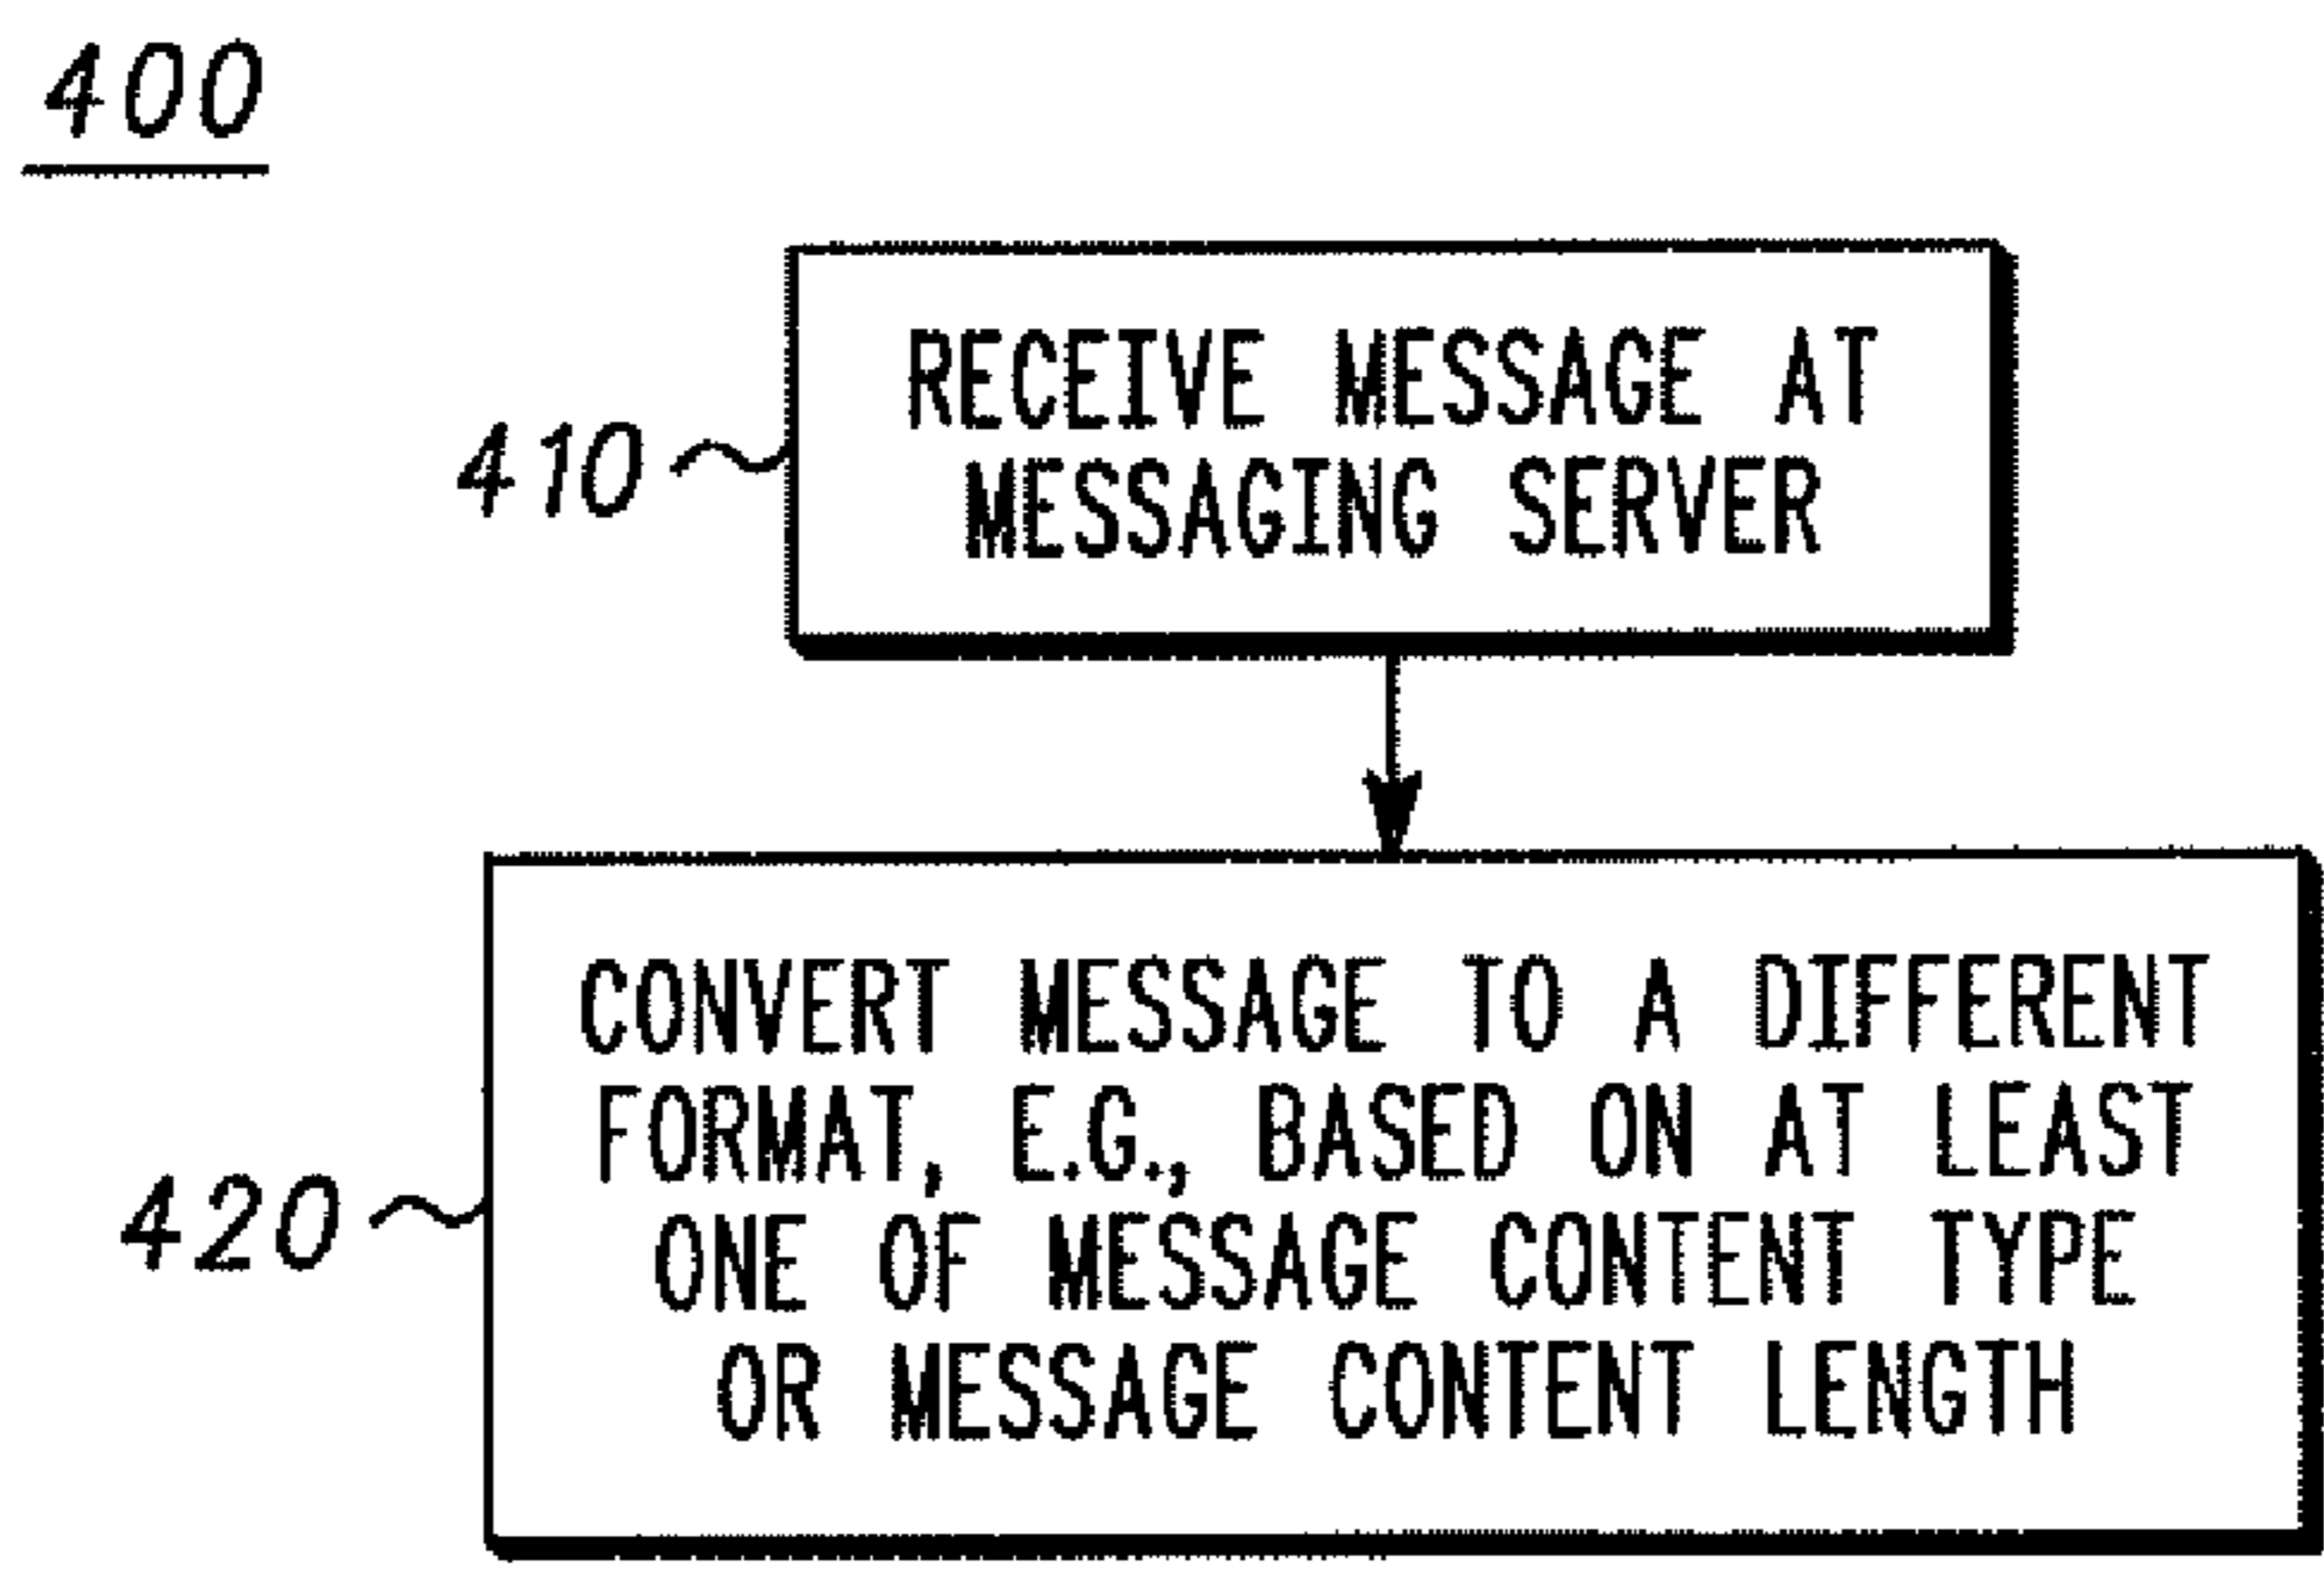 400
410
RECEIVE MESSAGE AT
MESSAGING SERVER
420
CONVERT MESSAGE TO A DIFFERENT
FORMAT, E.G., BASED ON AT LEAST
ONE OF MESSAGE CONTENT TYPE
OR MESSAGE CONTENT LENGTH